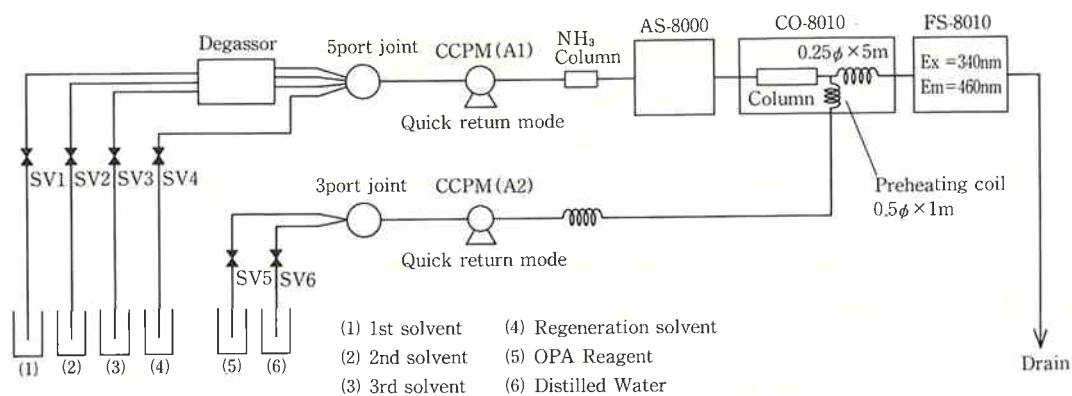 AS-8000
CO-8010
FS-8010
Degassor
5port joint
CCPM(A1)
NH₃
Column
0.25φ×5m
Ex =340nm
Em=460nm
Column
Quick return mode
SV1
SV2
SV3
SV4
3port joint
CCPM(A2)
Preheating coil
0.5φ×1m
Quick return mode
SV5
SV6
(1) 1st solvent
(4) Regeneration solvent
(2) 2nd solvent
(5) OPA Reagent
(3) 3rd solvent
(6) Distilled Water
(1)
(2)
(3)
(4)
(5)
(6)
Drain